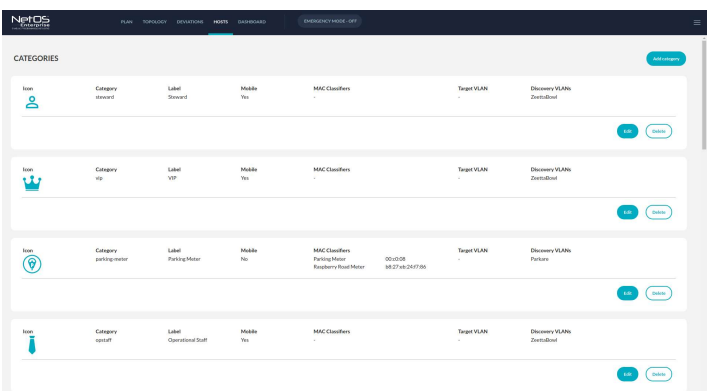 NetOS
Enterprise
PLAN TOPOLOGY DEVIATIONS HOSTS DASHBOARD EMERGENCY MODE - OFF
CATEGORIES
Add category
Icon Category Label Mobile MAC Classifiers Target VLAN Discovery VLANs
steward Steward Yes - - ZeettaBowl
Edit Delete
Icon Category Label Mobile MAC Classifiers Target VLAN Discovery VLANs
vip VIP Yes - - ZeettaBowl
Edit Delete
Icon Category Label Mobile MAC Classifiers Target VLAN Discovery VLANs
parking-meter Parking Meter No Parking Meter 00:c0:08 - Parkare
Raspberry Road Meter b8:27:eb:24:f7:86
Edit Delete
Icon Category Label Mobile MAC Classifiers Target VLAN Discovery VLANs
opstaff Operational Staff Yes - - ZeettaBowl
Edit Delete